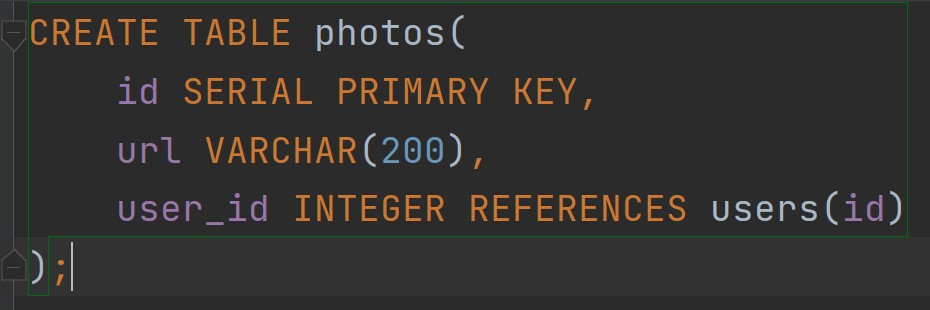 CREATE TABLE photos(
    id SERIAL PRIMARY KEY,
    url VARCHAR(200),
    user_id INTEGER REFERENCES users(id)
);